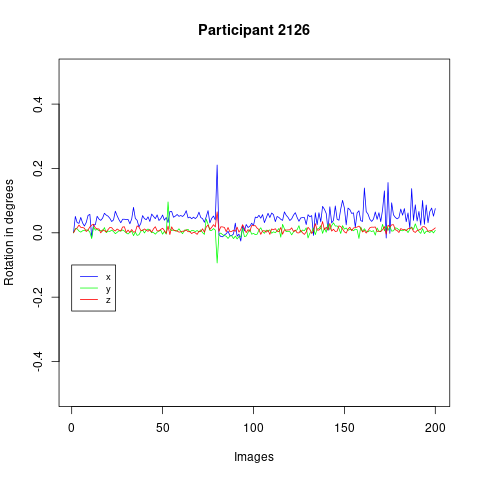 Participant 2126
Rotation in degrees
0.4
0.2
0.0
-0.2
-0.4
x
y
z
0 50 100 150 200
Images